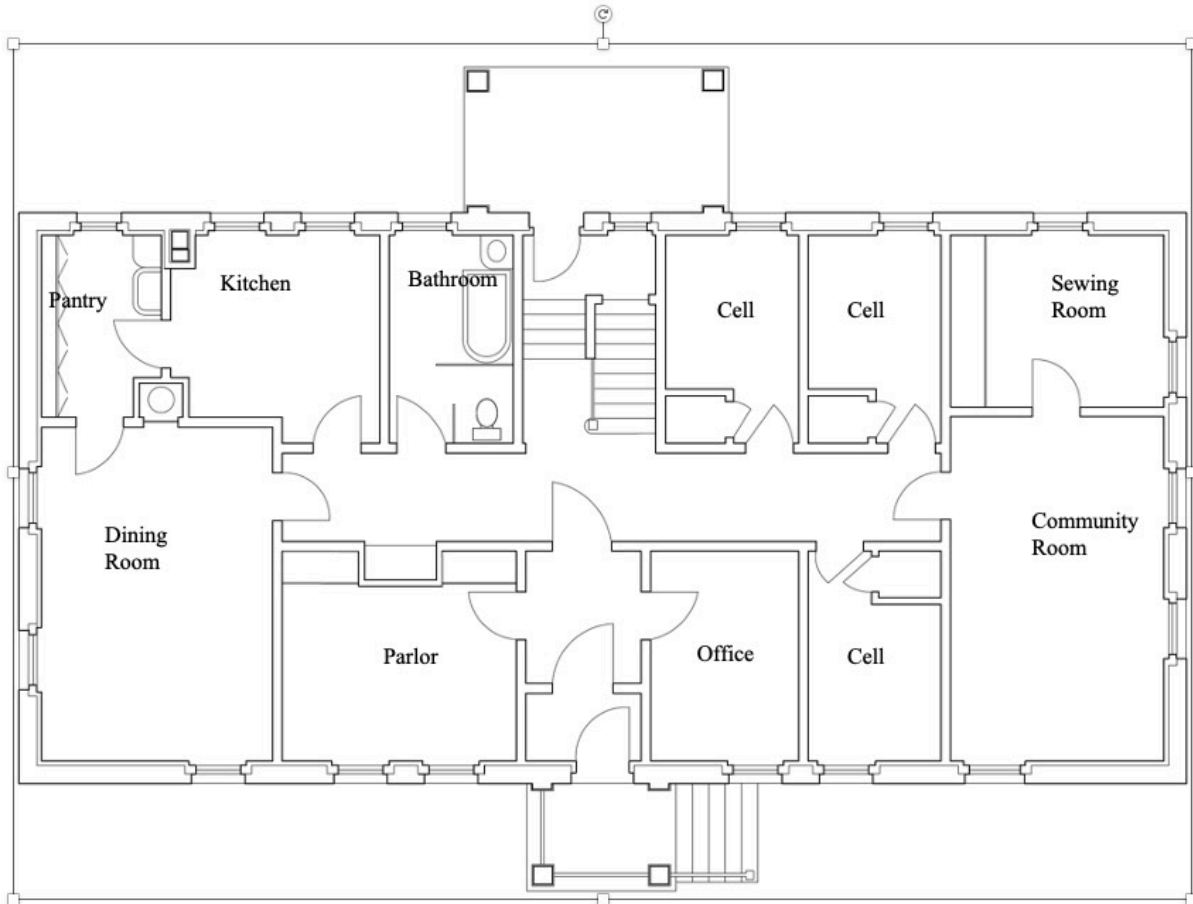 Pantry
Kitchen
Bathroom
Cell
Cell
Sewing
Room
Dining
Room
Community
Room
Parlor
Office
Cell